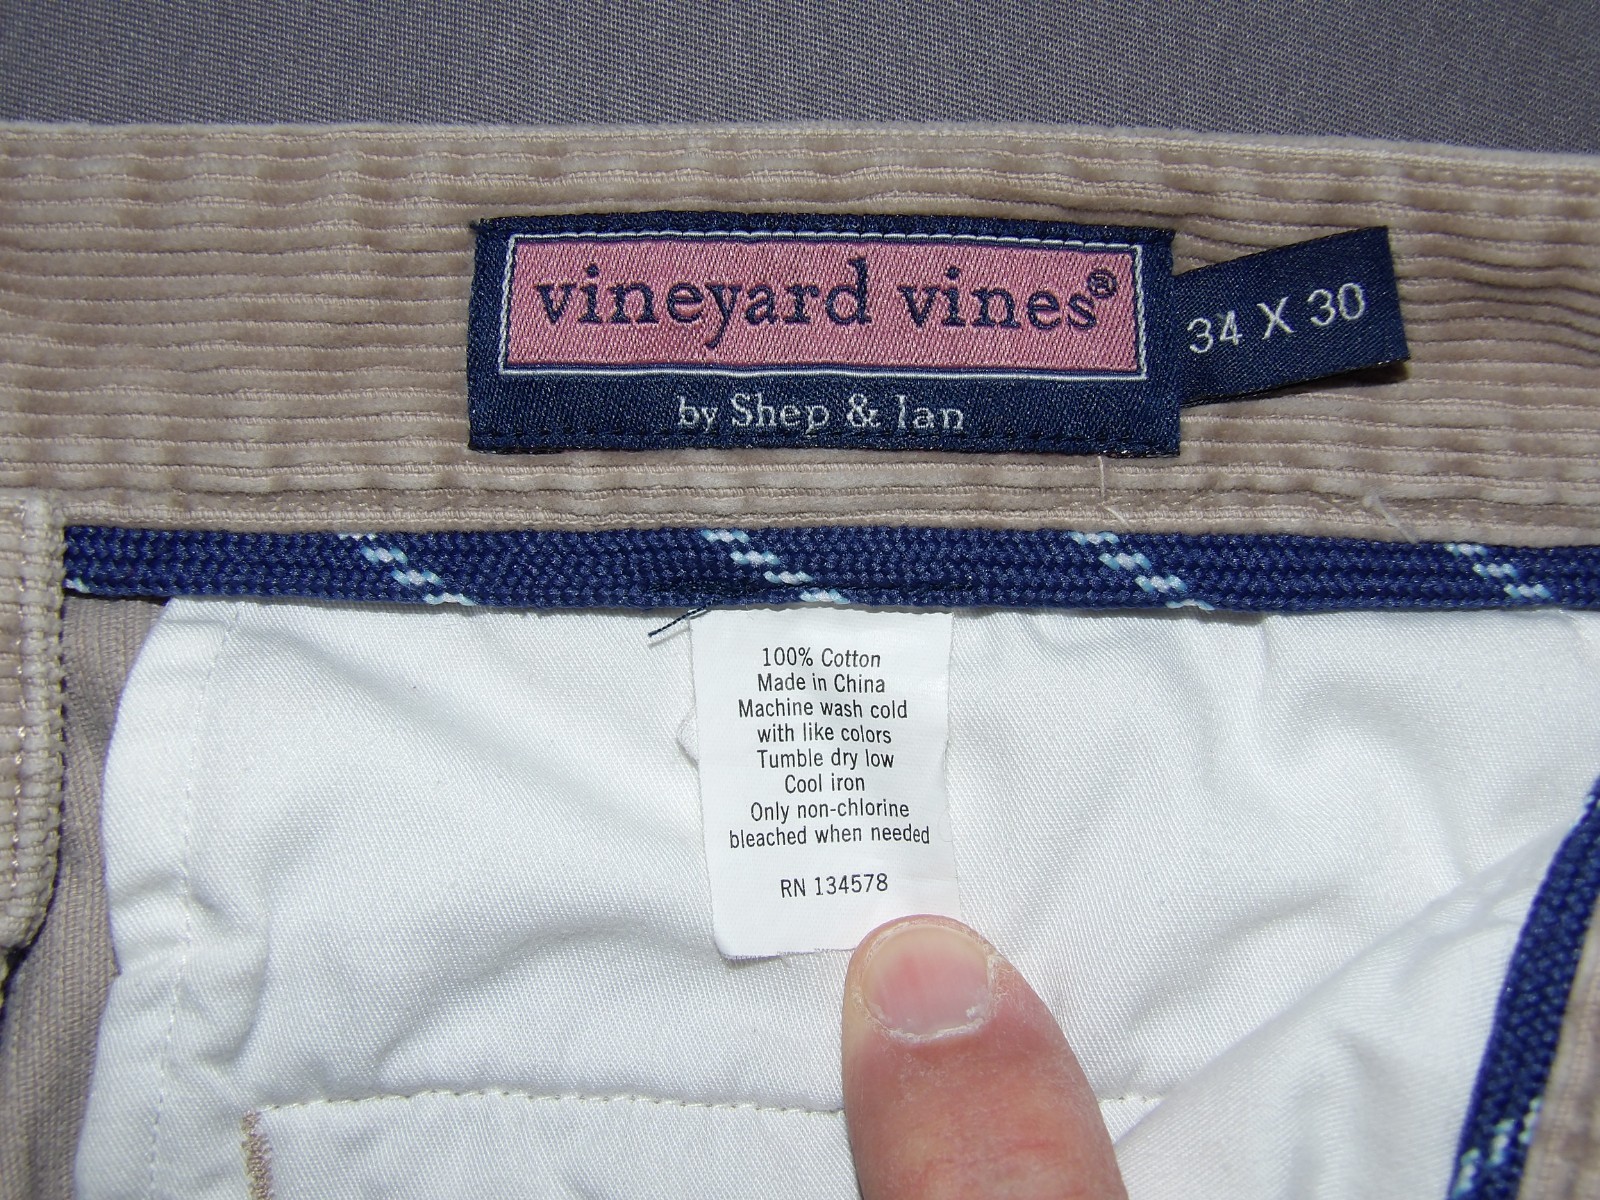 vineyard vines®
by Shep & Ian
34 X 30
100% Cotton
Made in China
Machine wash cold
with like colors
Tumble dry low
Cool iron
Only non-chlorine
bleached when needed
RN 134578